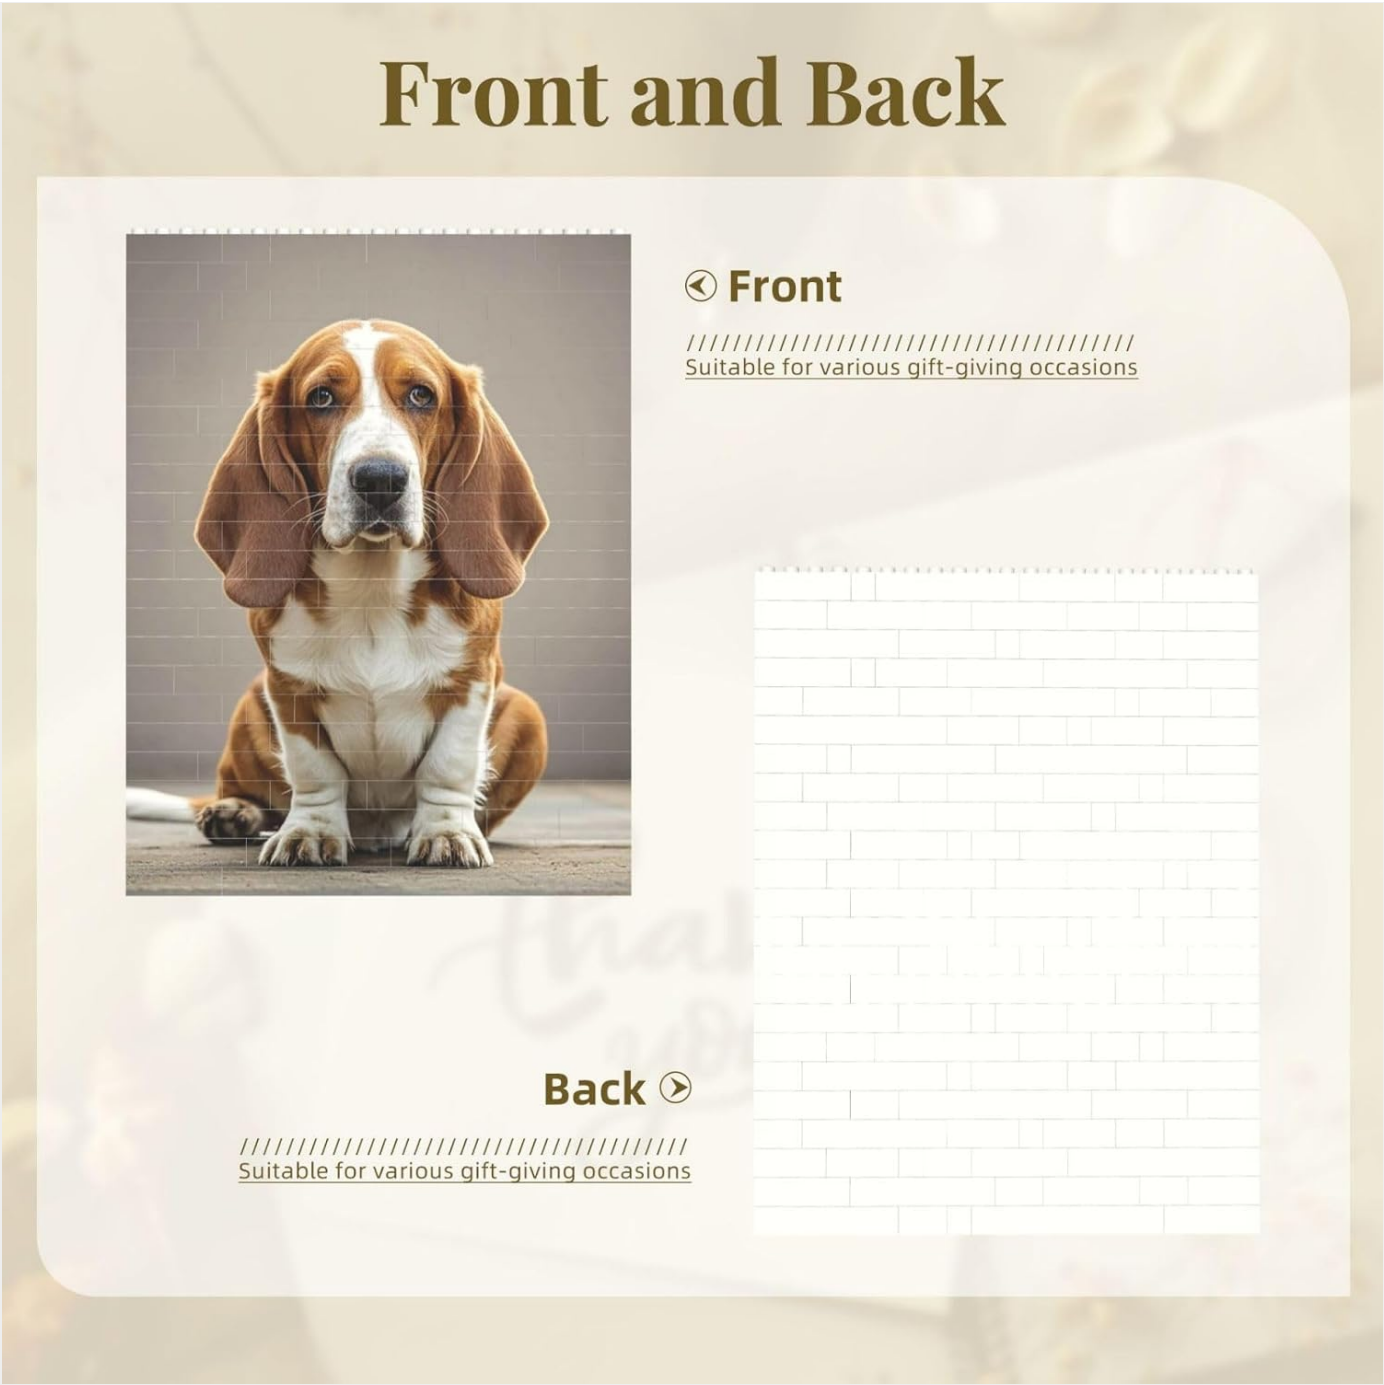 Front and Back
Front
Suitable for various gift-giving occasions
Back
Suitable for various gift-giving occasions